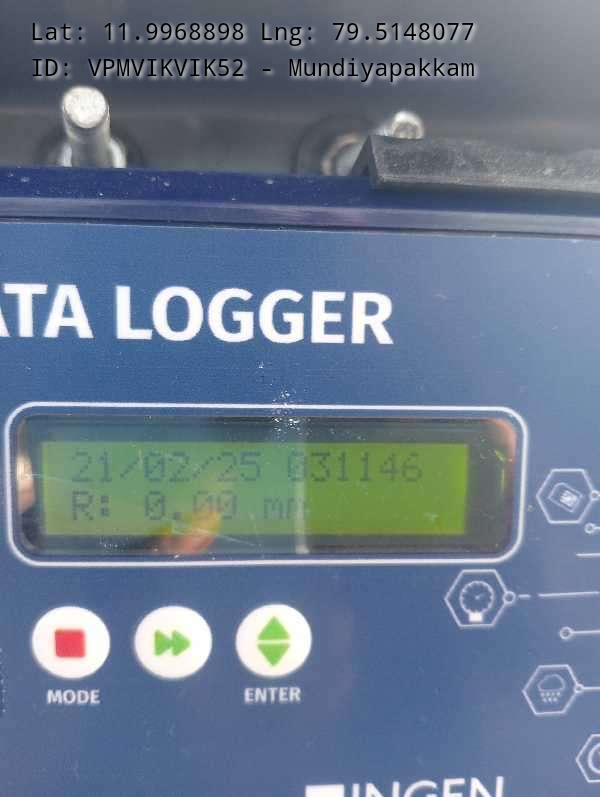 Lat: 11.9968898 Lng: 79.5148077
ID: VPMVIKVIK52 - Mundiyapakkam
ATA LOGGER
21/02/25 031146
R: 0.00 mm
MODE
ENTER
INGEN